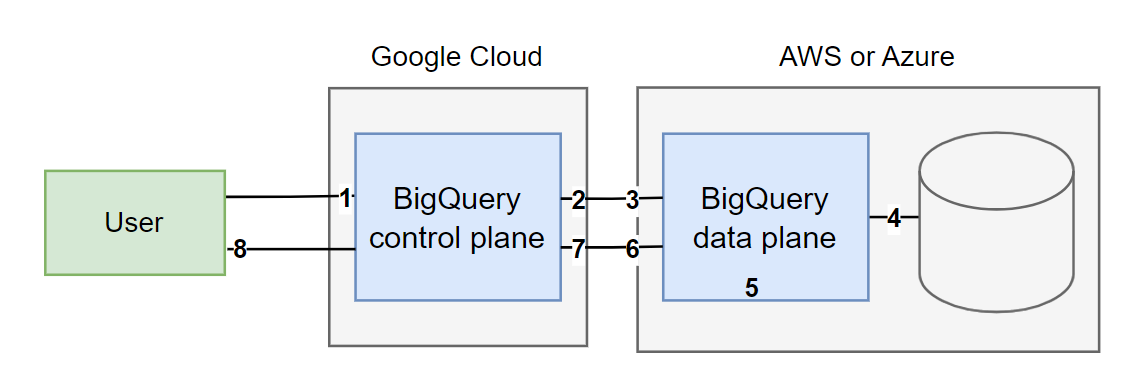 Google Cloud
AWS or Azure
User
1
8
BigQuery
control plane
2
7
3
6
BigQuery
data plane
5
4